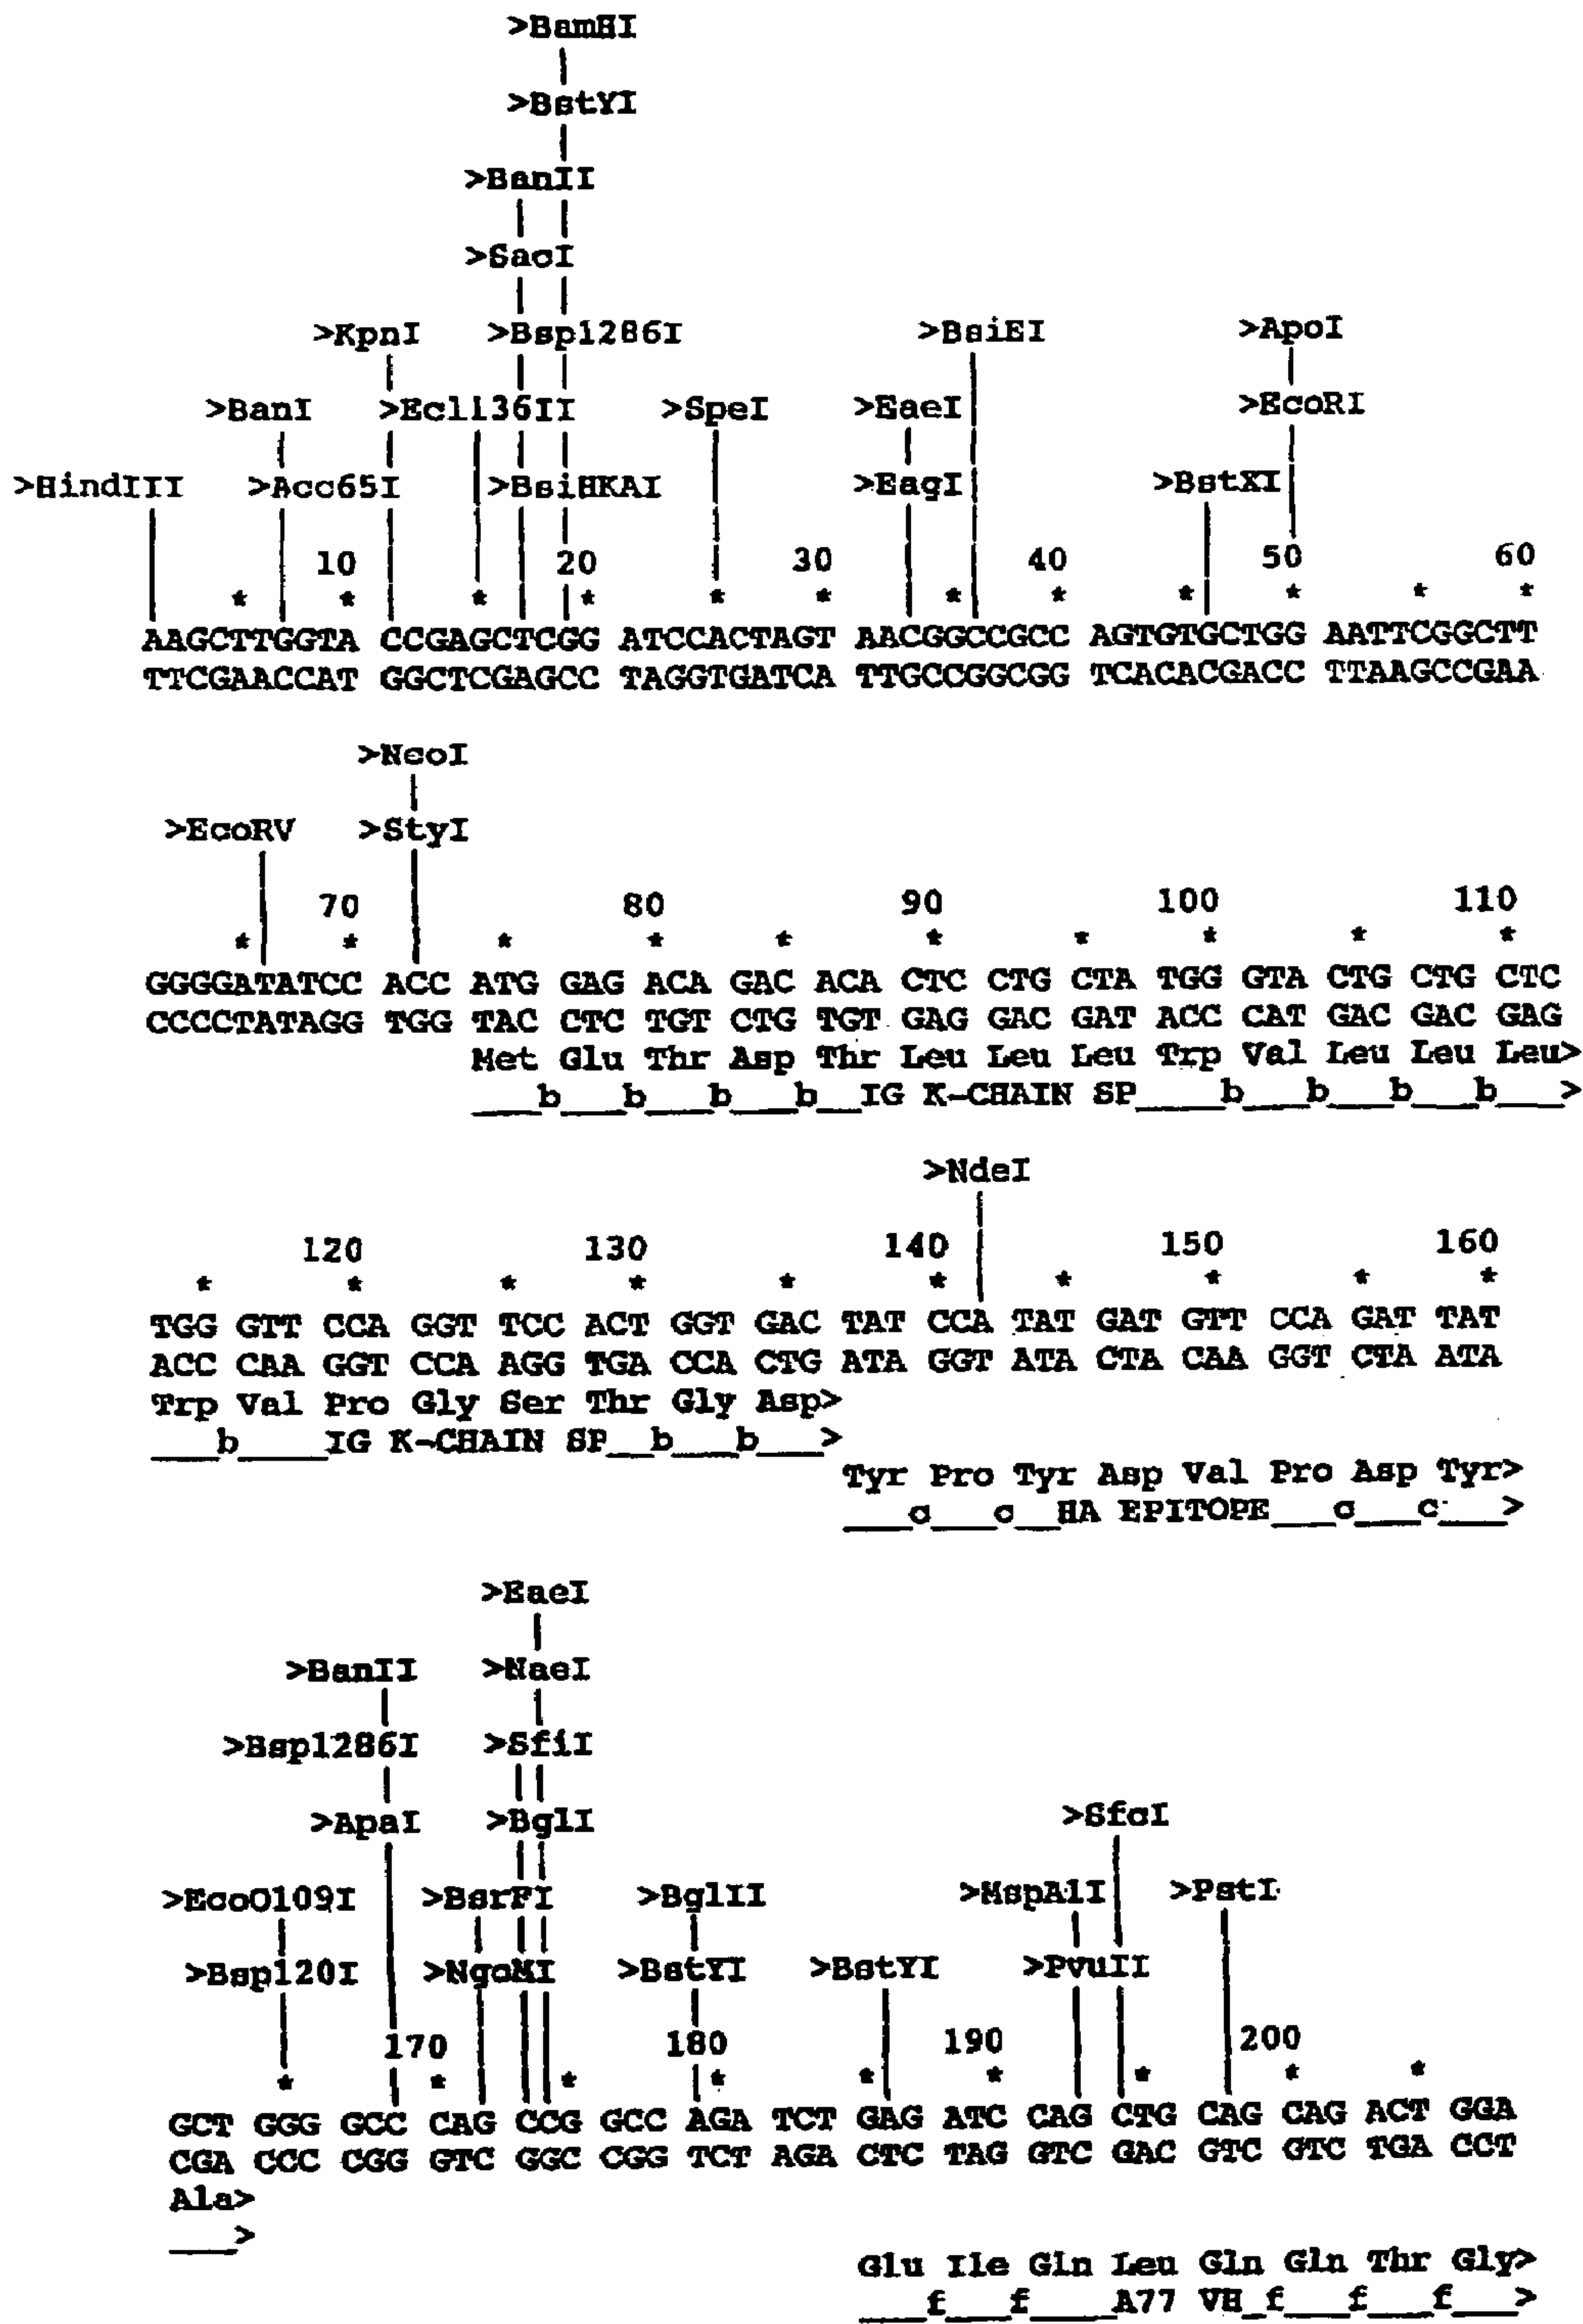 >BamHI
>BstYI
>BanII
>SacI
>KpnI >Bsp1286I >BsiEI >ApoI
>BanI >Ecl136II >SpeI >EaeI >EcoRI
>HindIII >Acc65I >BsiHKAI >EagI >BstXI
10 20 30 40 50 60
* * * * * * * * * * * *
AAGCTTGGTA CCGAGCTCGG ATCCACTAGT AACGGCCGCC AGTGTGCTGG AATTCGGCTT
TTCGAACCAT GGCTCGAGCC TAGGTGATCA TTGCCGGCGG TCACACGACC TTAAGCCGAA
>NcoI
>EcoRV >StyI
70 80 90 100 110
* * * * * * * * * *
GGGGATATCC ACC ATG GAG ACA GAC ACA CTC CTG CTA TGG GTA CTG CTG CTC
CCCCTATAGG TGG TAC CTC TGT CTG TGT GAG GAC GAT ACC CAT GAC GAC GAG
Met Glu Thr Asp Thr Leu Leu Leu Trp Val Leu Leu Leu>
___b___b___b___b__IG K-CHAIN SP____b___b___b___b___>
>NdeI
120 130 140 150 160
* * * * * * * * * *
TGG GTT CCA GGT TCC ACT GGT GAC TAT CCA TAT GAT GTT CCA GAT TAT
ACC CAA GGT CCA AGG TGA CCA CTG ATA GGT ATA CTA CAA GGT CTA ATA
Trp Val Pro Gly Ser Thr Gly Asp>
___b____IG K-CHAIN SP__b___b___>
Tyr Pro Tyr Asp Val Pro Asp Tyr>
___c___c__HA EPITOPE___c___c___>
>EaeI
>BanII >NaeI
>Bsp1286I >SfiI
>ApaI >BglI >SfcI
>EcoO109I >BsrFI >BglII >MspA1I >PstI
>Bsp120I >NgoMI >BstYI >BstYI >PvuII
170 180 190 200
* * * * * * * * *
GCT GGG GCC CAG CCG GCC AGA TCT GAG ATC CAG CTG CAG CAG ACT GGA
CGA CCC CGG GTC GGC CGG TCT AGA CTC TAG GTC GAC GTC GTC TGA CCT
Ala>
___>
Glu Ile Gln Leu Gln Gln Thr Gly>
___f___f____A77 VH_f___f___f___>